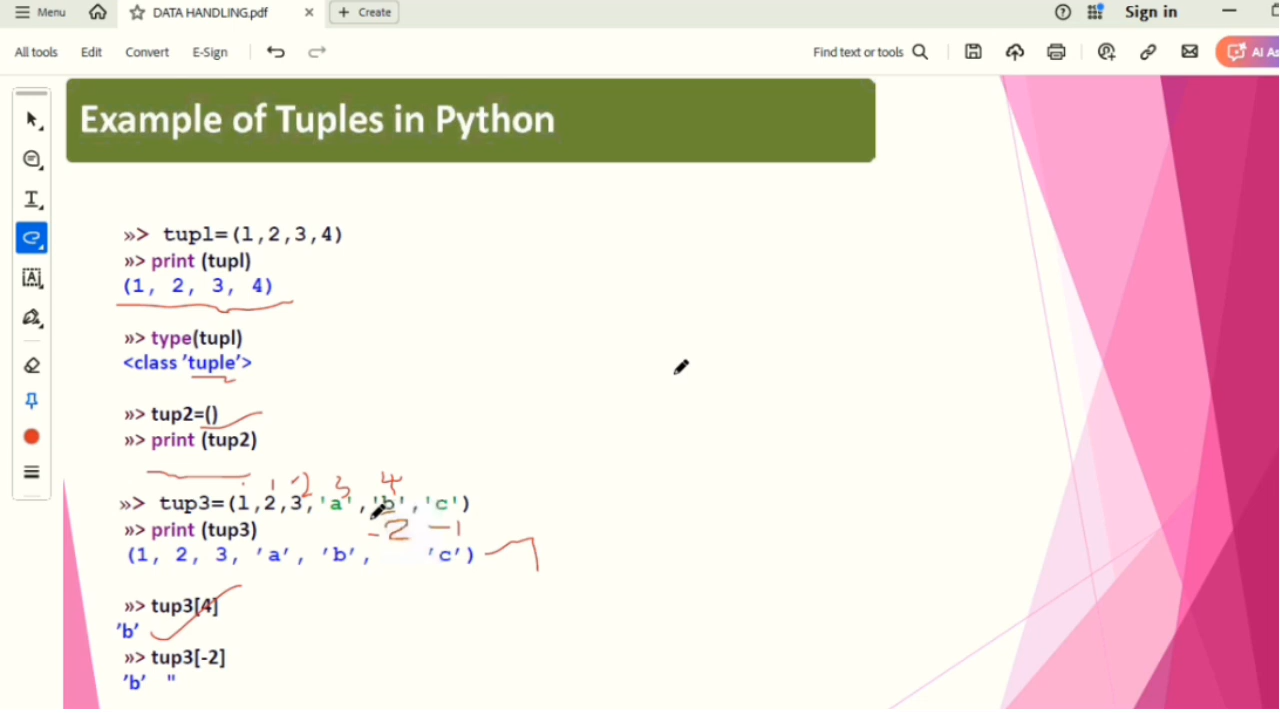 Menu DATA HANDLING.pdf × + Create Sign in
All tools Edit Convert E-Sign Find text or tools AI As
Example of Tuples in Python
»> tup1=(1,2,3,4)
»> print (tupl)
(1, 2, 3, 4)
»> type(tupl)
<class ’tuple’>
»> tup2=()
»> print (tup2)
1 2 3 4
»> tup3=(1,2,3,'a','b','c')
-2 -1
»> print (tup3)
(1, 2, 3, ’a’, ’b’, ’c’)
»> tup3[4]
’b’
»> tup3[-2]
’b’ "